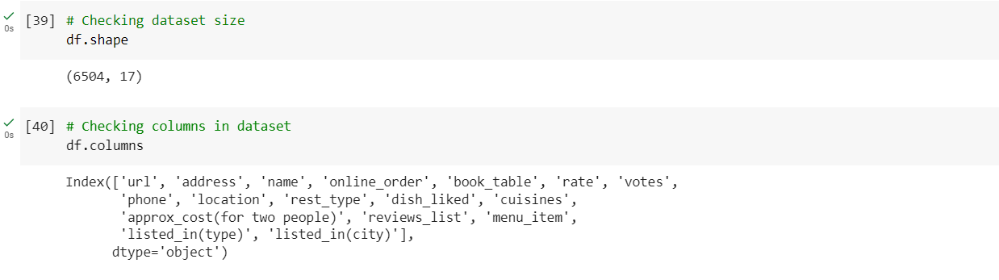 [39] # Checking dataset size
0s
df.shape
(6504, 17)
[40] # Checking columns in dataset
0s
df.columns
Index(['url', 'address', 'name', 'online_order', 'book_table', 'rate', 'votes',
'phone', 'location', 'rest_type', 'dish_liked', 'cuisines',
'approx_cost(for two people)', 'reviews_list', 'menu_item',
'listed_in(type)', 'listed_in(city)'],
dtype='object')